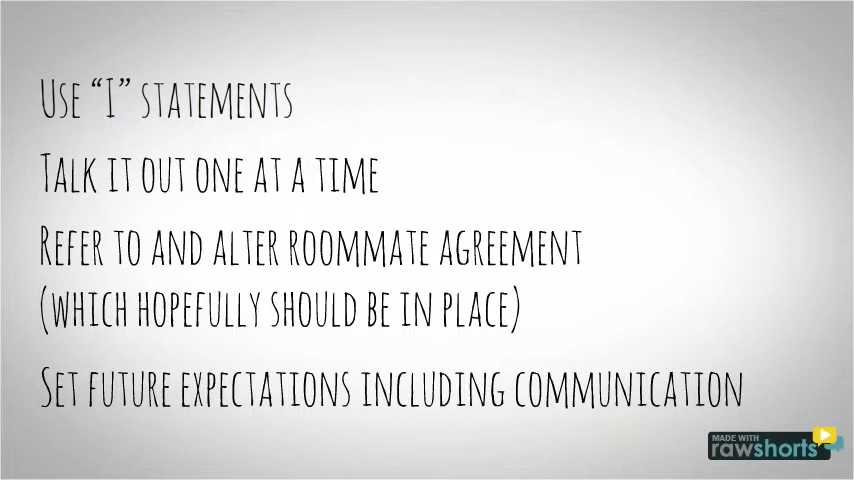 Use “I” statements
Talk it out one at a time
Refer to and alter roommate agreement
(which hopefully should be in place)
Set future expectations including communication
MADE WITH
rawshorts